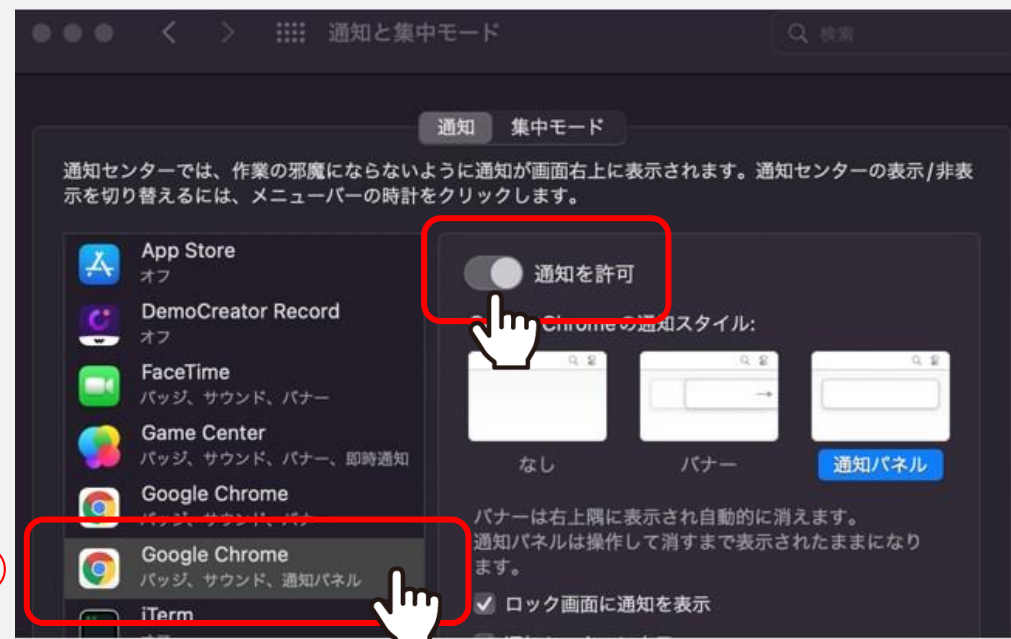 通知と集中モード
検索
通知 集中モード
通知センターでは、作業の邪魔にならないように通知が画面右上に表示されます。通知センターの表示/非表
示を切り替えるには、メニューバーの時計をクリックします。
App Store
オフ
DemoCreator Record
オフ
FaceTime
バッジ、サウンド、バナー
Game Center
バッジ、サウンド、バナー、即時通知
Google Chrome
バッジ、サウンド、バナー
Google Chrome
バッジ、サウンド、通知パネル
iTerm
通知を許可
Chromeの通知スタイル:
なし バナー 通知パネル
バナーは右上隅に表示され自動的に消えます。
通知パネルは操作して消すまで表示されたままになり
ます。
ロック画面に通知を表示